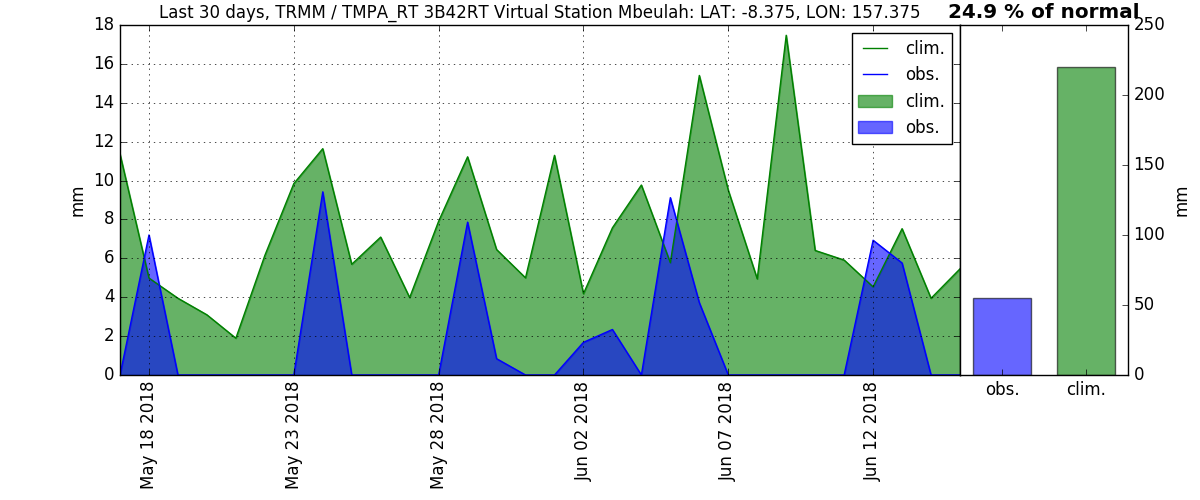 Last 30 days, TRMM / TMPA_RT 3B42RT Virtual Station Mbeulah: LAT: -8.375, LON: 157.375
24.9 % of normal
18
16
14
12
10
8
6
4
2
0
mm
clim.
obs.
clim.
obs.
May 18 2018
May 23 2018
May 28 2018
Jun 02 2018
Jun 07 2018
Jun 12 2018
250
200
150
100
50
0
mm
obs.
clim.